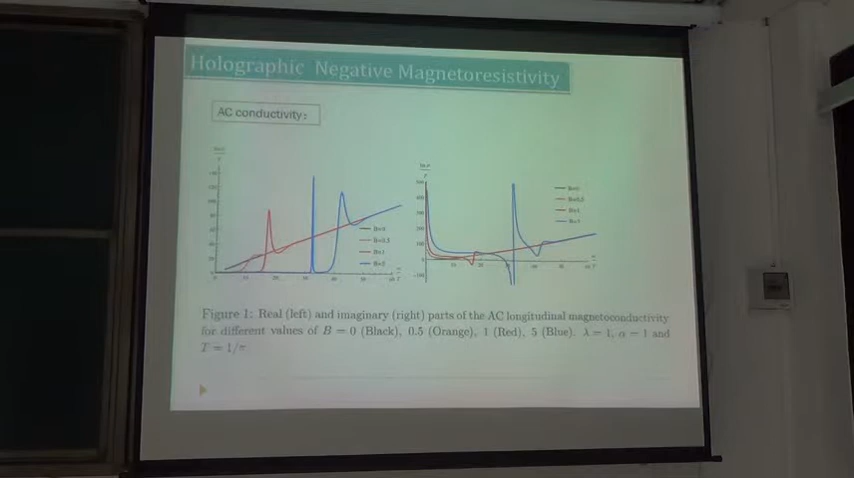 Holographic Negative Magnetoresistivity
AC conductivity:
Figure 1: Real (left) and imaginary (right) parts of the AC longitudinal magnetoconductivity
for different values of B = 0 (Black), 0.5 (Orange), 1 (Red), 5 (Blue). λ = 1, α = 1 and
T = 1/π